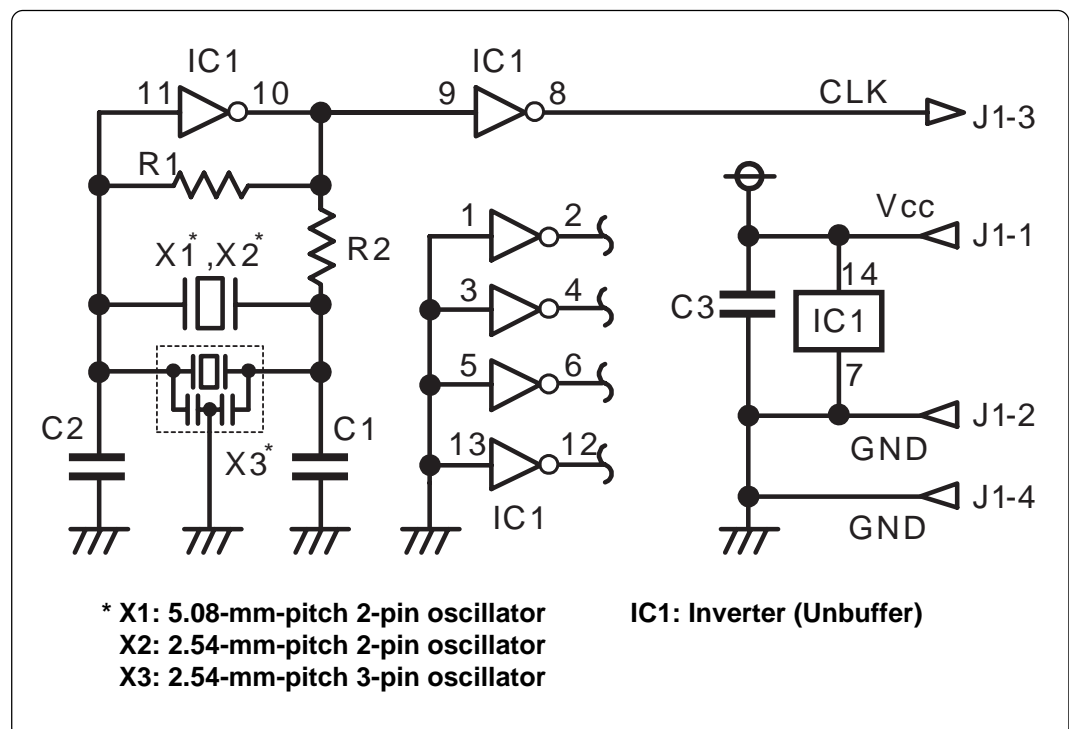 IC1 IC1
11 10 9 8 CLK J1-3
R1
Vcc
1 2 J1-1
X1*,X2* R2
14
3 4 C3 IC1
5 6 7
C2 C1 J1-2
X3* 13 12 GND
IC1 J1-4
GND
* X1: 5.08-mm-pitch 2-pin oscillator IC1: Inverter (Unbuffer)
X2: 2.54-mm-pitch 2-pin oscillator
X3: 2.54-mm-pitch 3-pin oscillator